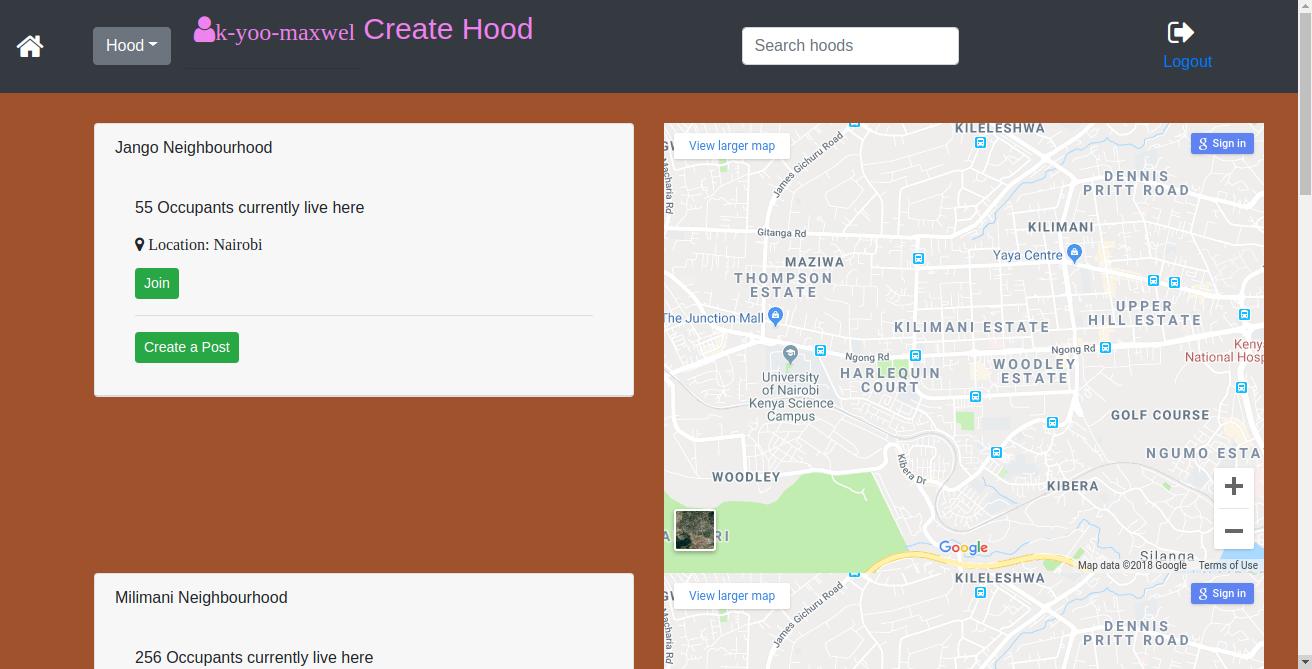 Hood
k-yoo-maxwel Create Hood
Search hoods
Logout
Jango Neighbourhood
55 Occupants currently live here
Location: Nairobi
Join
Create a Post
View larger map
Sign in
KILELESHWA
James Gichuru Road
Macharia Rd
DENNIS
PRITT ROAD
Gitanga Rd
KILIMANI
Yaya Centre
MAZIWA
THOMPSON
ESTATE
UPPER
HILL ESTATE
The Junction Mall
KILIMANI ESTATE
Ngong Rd
Ngong Rd
Keny
National Hosp
University
of Nairobi
Kenya Science
Campus
HARLEQUIN
COURT
WOODLEY
ESTATE
GOLF COURSE
NGUMO ESTA
Kibera Dr
WOODLEY
KIBERA
Google
Silanga
Map data ©2018 Google
Terms of Use
Milimani Neighbourhood
256 Occupants currently live here
View larger map
Sign in
KILELESHWA
James Gichuru Road
DENNIS
PRITT ROAD